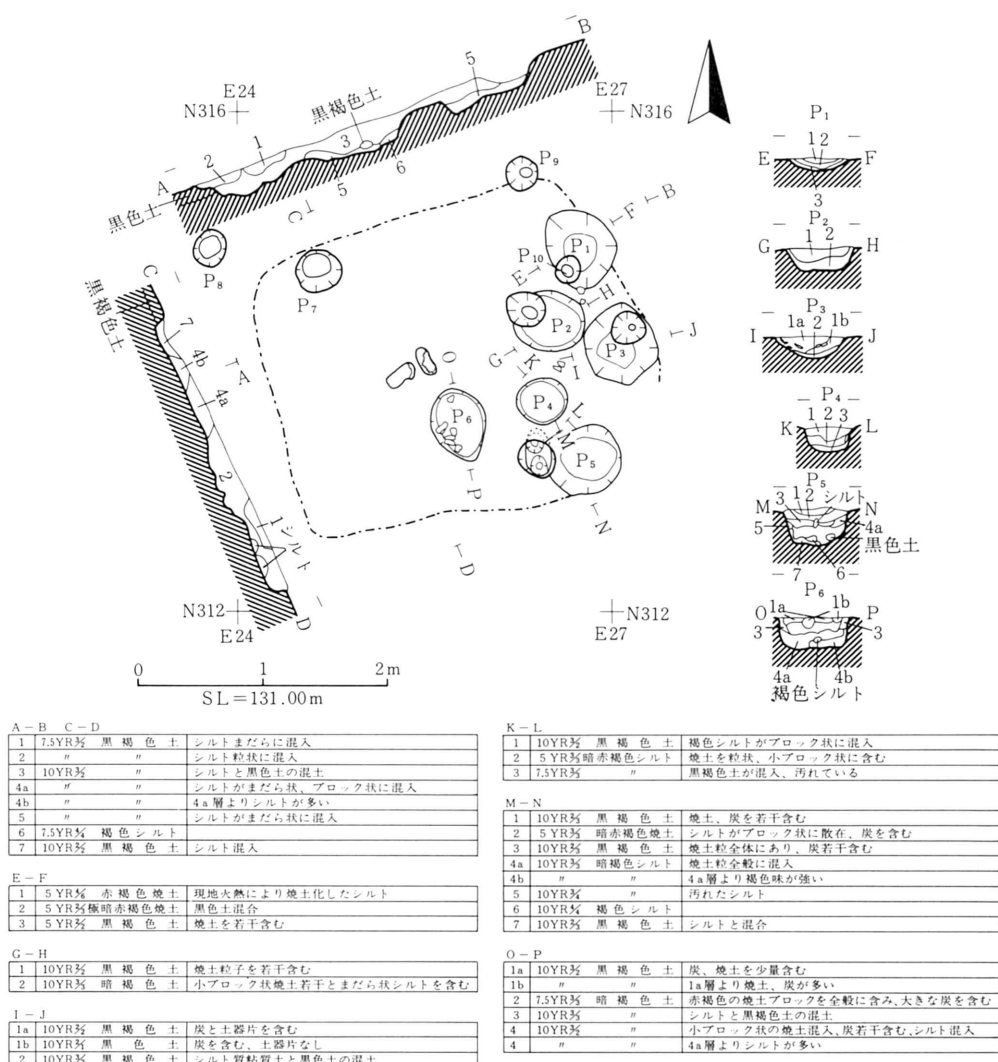 B
5
E24
N316
黒褐色土
E27
N316
P1
1 2
E F
3
2 1 3
A
5 6
黒色土
C
P9
F B
P8
P7
P10
P1
E
H
P2
G H
1 2
P2
P3
J
C
黒褐色土
7
4b
4a
A
O
G K
I
P3
I J
1a 2 1b
P4
L
M
P6
P5
P4
K L
1 2 3
2
P
N
P5
M N
3 1 2 シルト
5 4a
黒色土
7 6
1シルト
D
D
P6
O P
1a 1b
3 3
4a 4b
褐色シルト
N312
E24
N312
E27
0 1 2m
SL=131.00m
A-B C-D
1 7.5YR 黒褐色土 シルトまだらに混入
2 〃 〃 シルト粒状に混入
3 10YR 〃 シルトと黒色土の混土
4a 〃 〃 シルトがまだら状、ブロック状に混入
4b 〃 〃 4a層よりシルトが多い
5 〃 〃 シルトがまだら状に混入
6 7.5YR 褐色シルト
7 10YR 黒褐色土 シルト混入
E-F
1 5YR 赤褐色焼土 現地火熱により焼土化したシルト
2 5YR 極暗赤褐色焼土 黒色土混合
3 5YR 黒褐色土 焼土を若干含む
G-H
1 10YR 黒褐色土 焼土粒子を若干含む
2 10YR 暗褐色土 小ブロック状焼土若干とまだら状シルトを含む
I-J
1a 10YR 黒褐色土 炭と土器片を含む
1b 10YR 黒色土 炭を含む、土器片なし
2 10YR 黒褐色土 シルト質粘質土と黒色土の混土
K-L
1 10YR 黒褐色土 褐色シルトがブロック状に混入
2 5YR 暗赤褐色シルト 焼土を粒状、小ブロック状に含む
3 7.5YR 〃 黒褐色土が混入、汚れている
M-N
1 10YR 黒褐色土 焼土、炭を若干含む
2 5YR 暗赤褐色焼土 シルトがブロック状に散在、炭を含む
3 10YR 黒褐色土 焼土粒全体にあり、炭若干含む
4a 10YR 暗褐色シルト 焼土粒全般に混入
4b 〃 〃 4a層より褐色味が強い
5 10YR 〃 汚れたシルト
6 10YR 褐色シルト
7 10YR 黒褐色土 シルトと混合
O-P
1a 10YR 黒褐色土 炭、焼土を少量含む
1b 〃 〃 1a層より焼土、炭が多い
2 7.5YR 暗褐色土 赤褐色の焼土ブロックを全般に含み、大きな炭を含む
3 10YR 〃 シルトと黒褐色土の混土
4 10YR 〃 小ブロック状の焼土混入、炭若干含む、シルト混入
4 〃 〃 4a層よりシルトが多い